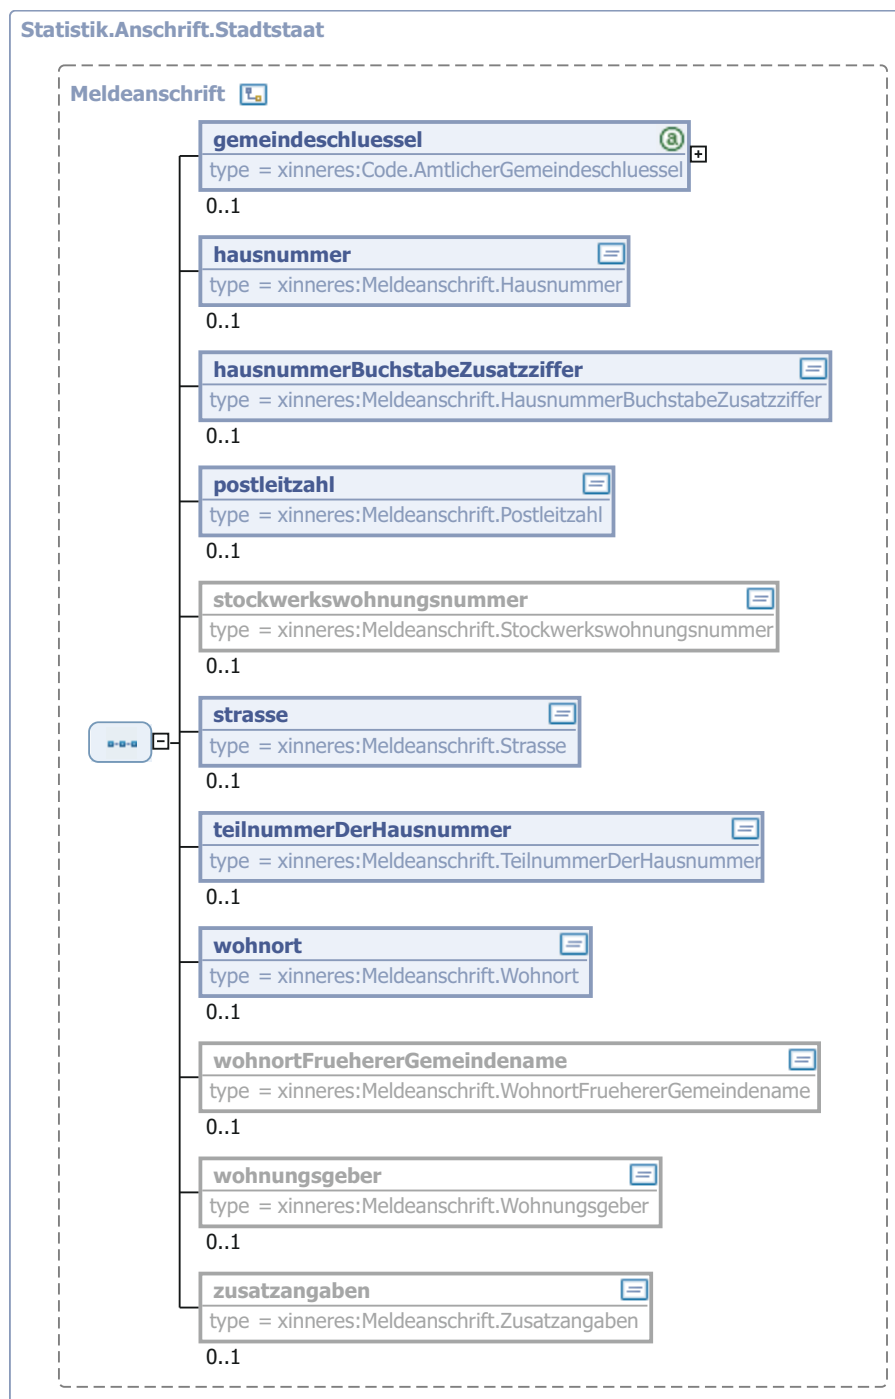 Statistik.Anschrift.Stadtstaat
Meldeanschrift
gemeindeschluessel
type = xinneres:Code.AmtlicherGemeindeschluessel
0..1
hausnummer
type = xinneres:Meldeanschrift.Hausnummer
0..1
hausnummerBuchstabeZusatzziffer
type = xinneres:Meldeanschrift.HausnummerBuchstabeZusatzziffer
0..1
postleitzahl
type = xinneres:Meldeanschrift.Postleitzahl
0..1
stockwerkswohnungsnummer
type = xinneres:Meldeanschrift.Stockwerkswohnungsnummer
0..1
strasse
type = xinneres:Meldeanschrift.Strasse
0..1
teilnummerDerHausnummer
type = xinneres:Meldeanschrift.TeilnummerDerHausnummer
0..1
wohnort
type = xinneres:Meldeanschrift.Wohnort
0..1
wohnortFruehererGemeindename
type = xinneres:Meldeanschrift.WohnortFruehererGemeindename
0..1
wohnungsgeber
type = xinneres:Meldeanschrift.Wohnungsgeber
0..1
zusatzangaben
type = xinneres:Meldeanschrift.Zusatzangaben
0..1